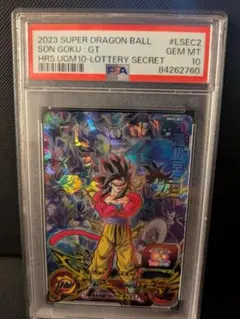 2023 SUPER DRAGON BALL #LSEC2
SON GOKU : GT GEM MT
HRS.UGM10-LOTTERY SECRET 10
PSA 84262760